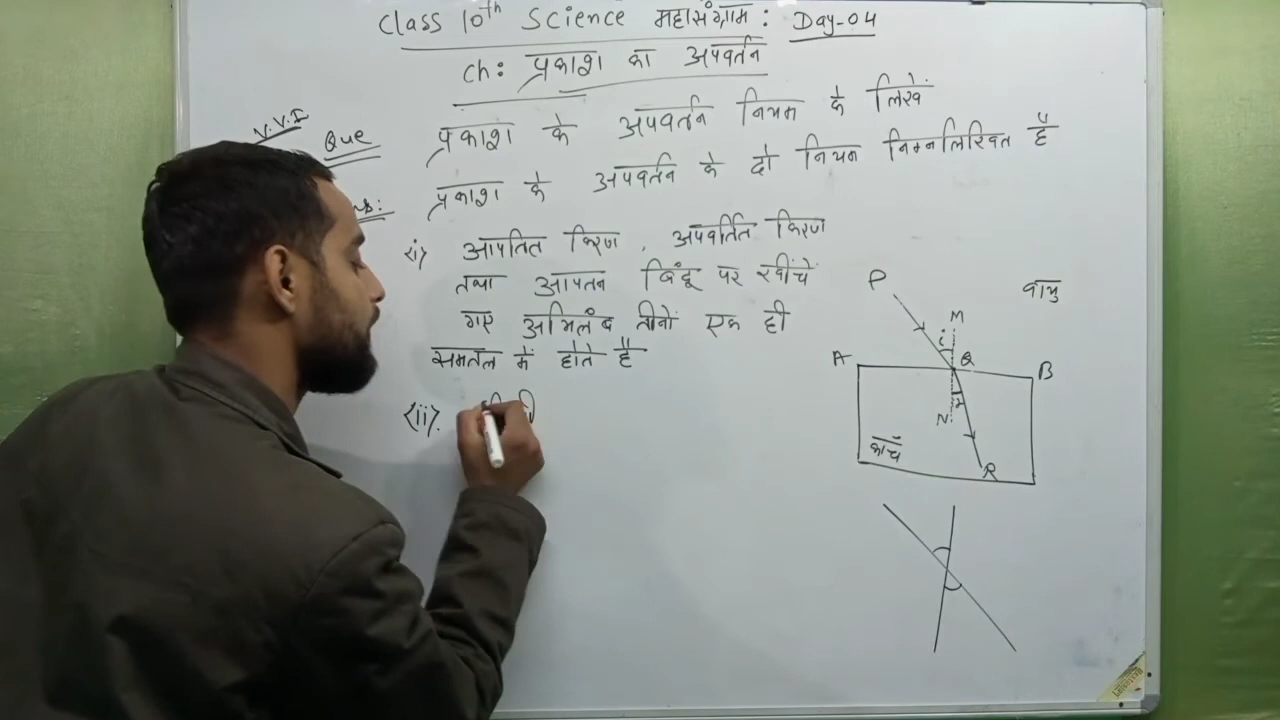 Class 10th Science महासंग्राम : Day-04
Ch: प्रकाश का अपवर्तन
V.V.I
Que प्रकाश के अपवर्तन नियम के लिखें
प्रकाश के अपवर्तन के दो नियम निम्नलिखित हैं
(i) आपतित किरण , अपवर्तित किरण
तथा आपतन बिंदू पर खींचें
गए अभिलंब तीनों एक ही
समतल में होते हैं
(ii).
P
वायु
M
i
A
Q
B
r
N
काँच
R